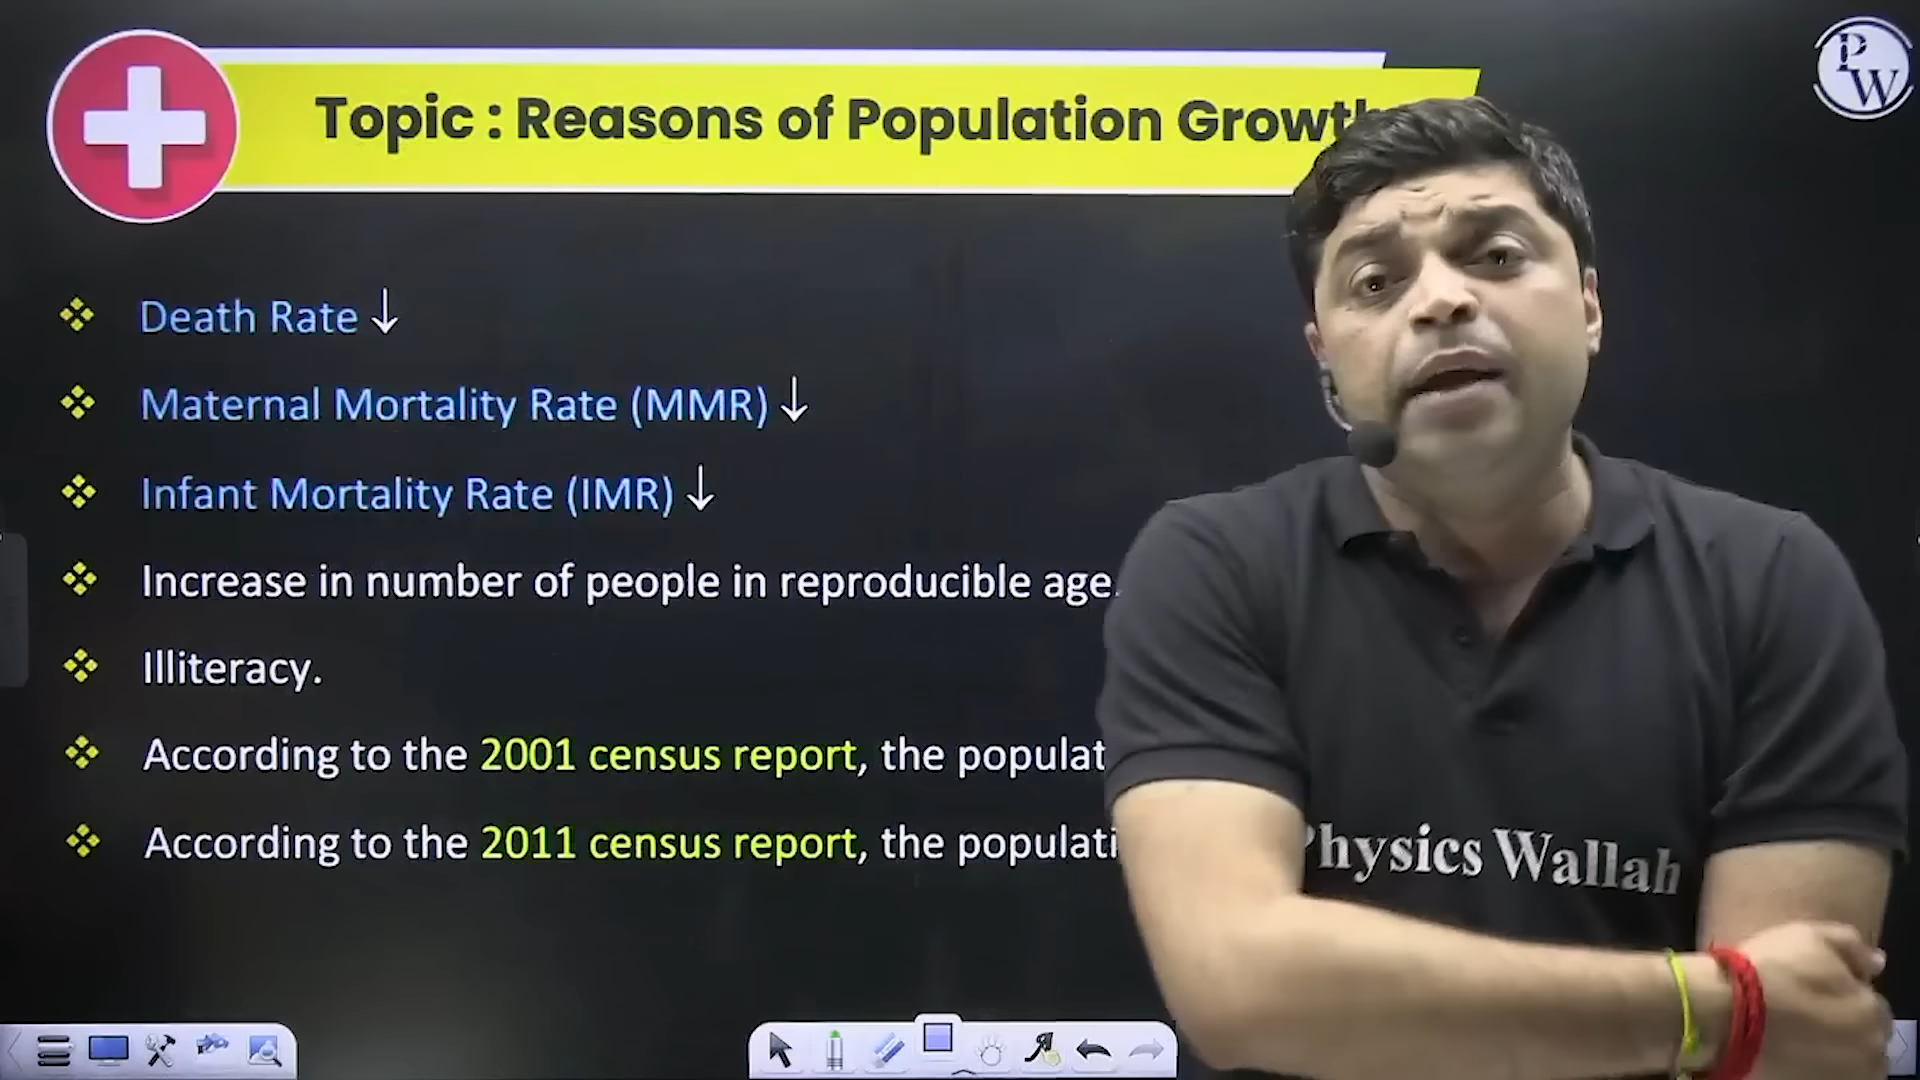 Topic : Reasons of Population Growth
PW
Death Rate ↓
Maternal Mortality Rate (MMR) ↓
Infant Mortality Rate (IMR) ↓
Increase in number of people in reproducible age.
Illiteracy.
According to the 2001 census report, the populat
According to the 2011 census report, the populati
Physics Wallah